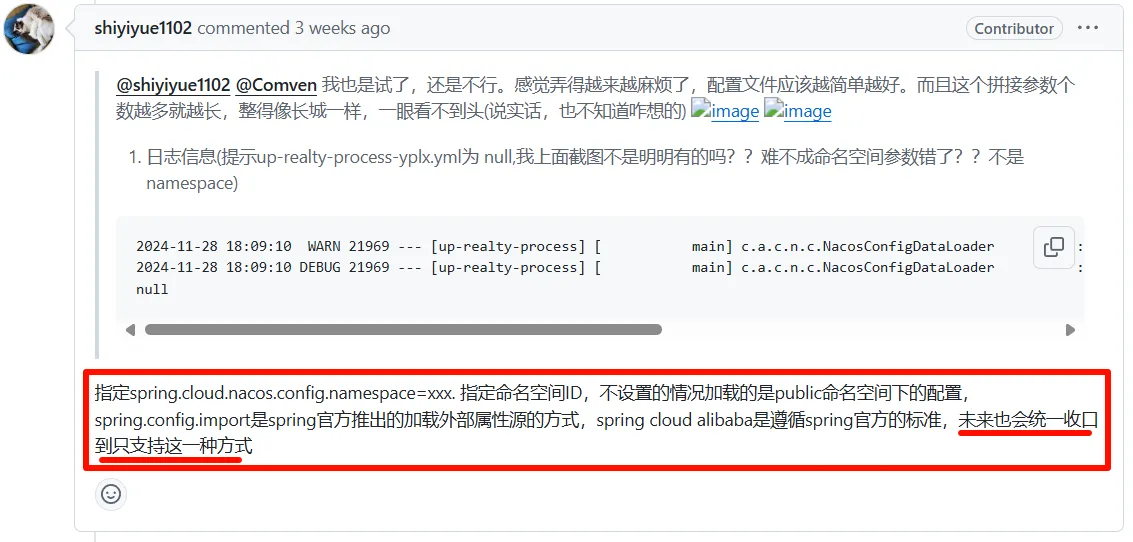 shiyiyue1102 commented 3 weeks ago
Contributor
@shiyiyue1102 @Comven 我也是试了，还是不行。感觉弄得越来越麻烦了，配置文件应该越简单越好。而且这个拼接参数个
数越多就越长，整得像长城一样，一眼看不到头(说实话，也不知道咋想的) image image
1. 日志信息(提示up-realty-process-yplx.yml为 null,我上面截图不是明明有的吗？？难不成命名空间参数错了？？不是
namespace)
2024-11-28 18:09:10  WARN 21969 --- [up-realty-process] [           main] c.a.c.n.c.NacosConfigDataLoader          :
2024-11-28 18:09:10 DEBUG 21969 --- [up-realty-process] [           main] c.a.c.n.c.NacosConfigDataLoader          :
null
指定spring.cloud.nacos.config.namespace=xxx. 指定命名空间ID，不设置的情况加载的是public命名空间下的配置，
spring.config.import是spring官方推出的加载外部属性源的方式，spring cloud alibaba是遵循spring官方的标准，未来也会统一收口
到只支持这一种方式